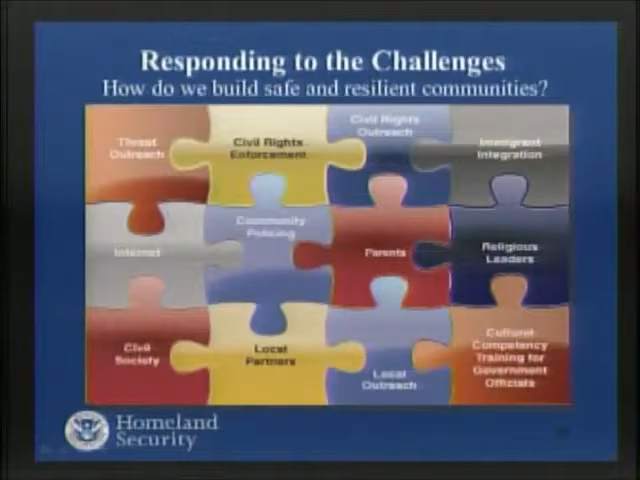 Responding to the Challenges
How do we build safe and resilient communities?
Threat
Outreach
Civil Rights
Enforcement
Civil Rights
Outreach
Immigrant
Integration
Internet
Community
Policing
Parents
Religious
Leaders
Civil
Society
Local
Partners
Local
Outreach
Cultural
Competency
Training for
Government
Officials
Homeland
Security